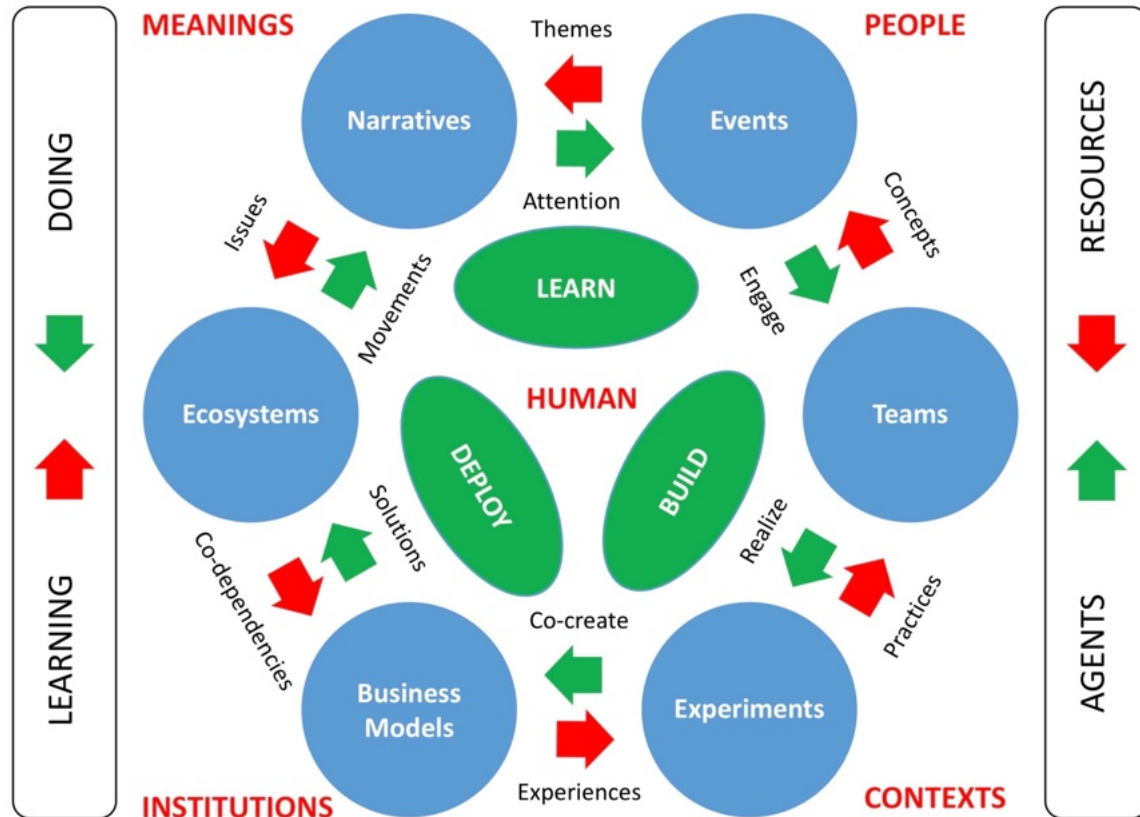 MEANINGS
Themes
PEOPLE
DOING
Narratives
Events
RESOURCES
Attention
Issues
Movements
LEARN
Engage
Concepts
Ecosystems
HUMAN
Teams
DEPLOY
BUILD
Solutions
Realize
Co-dependencies
Practices
LEARNING
Co-create
AGENTS
Business
Models
Experiments
Experiences
INSTITUTIONS
CONTEXTS